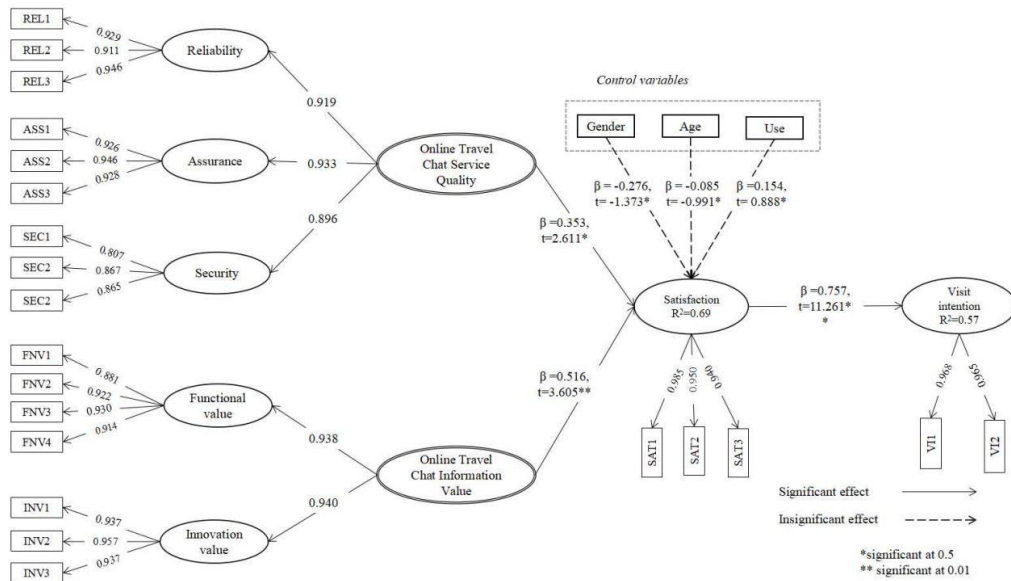 REL1
REL2
REL3
0.929
0.911
0.946
Reliability
ASS1
ASS2
ASS3
0.926
0.946
0.928
Assurance
SEC1
SEC2
SEC2
0.807
0.867
0.865
Security
0.919
0.933
0.896
Online Travel
Chat Service
Quality
Control variables
Gender
Age
Use
β = -0.276,
t= -1.373*
β = -0.085
t= -0.991*
β =0.154,
t= 0.888*
β =0.353,
t=2.611*
Satisfaction
R²=0.69
β =0.757,
t=11.261*
*
Visit
intention
R²=0.57
FNV1
FNV2
FNV3
FNV4
0.881
0.922
0.930
0.914
Functional
value
INV1
INV2
INV3
0.937
0.957
0.937
Innovation
value
0.938
0.940
Online Travel
Chat Information
Value
β =0.516,
t=3.605**
0.985
0.950
0.940
SAT1
SAT2
SAT3
0.968
0.965
VI1
VI2
Significant effect
Insignificant effect
*significant at 0.5
** significant at 0.01